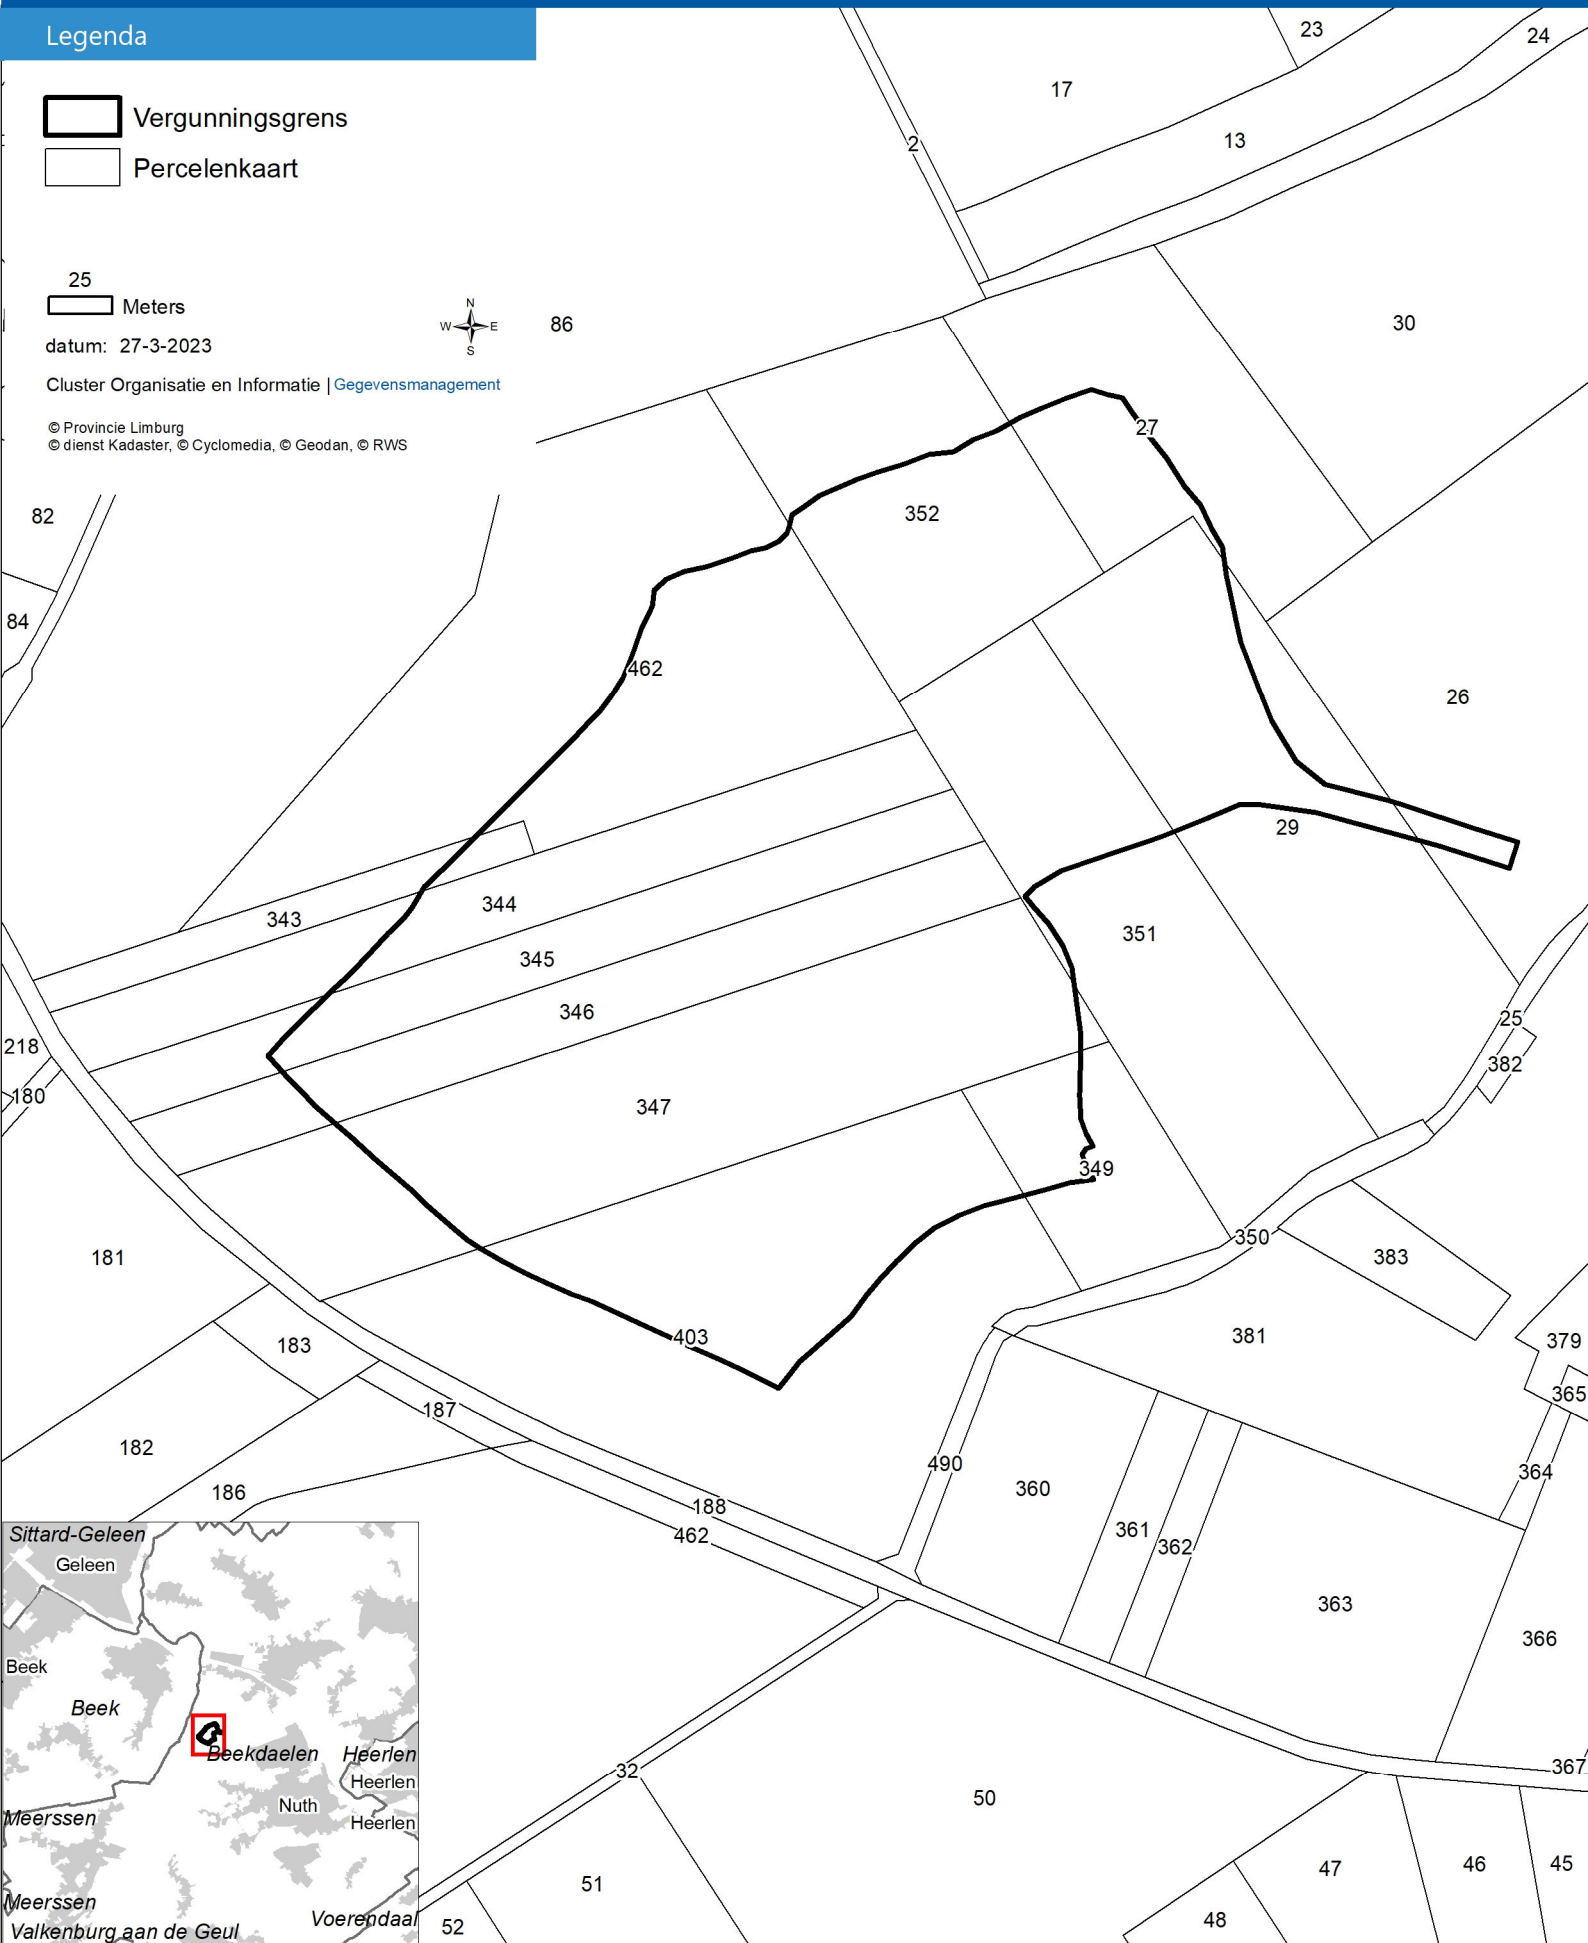 Legenda
Vergunningsgrens
Percelenkaart
25
Meters
datum: 27-3-2023
Cluster Organisatie en Informatie | Gegevensmanagement
© Provincie Limburg
© dienst Kadaster, © Cyclomedia, © Geodan, © RWS
N
W E
S
23
24
17
13
2
86
30
27
82
352
84
462
26
29
344
343
351
345
346
25
218
382
180
347
349
350
181
383
403
381
183
379
365
187
182
490
364
186
360
188
361
462
362
363
366
367
32
50
47
46
45
51
48
52
Sittard-Geleen
Geleen
Beek
Beek
Beekdaelen
Heerlen
Heerlen
Nuth
Heerlen
Meerssen
Meerssen
Voerendaal
Valkenburg aan de Geul